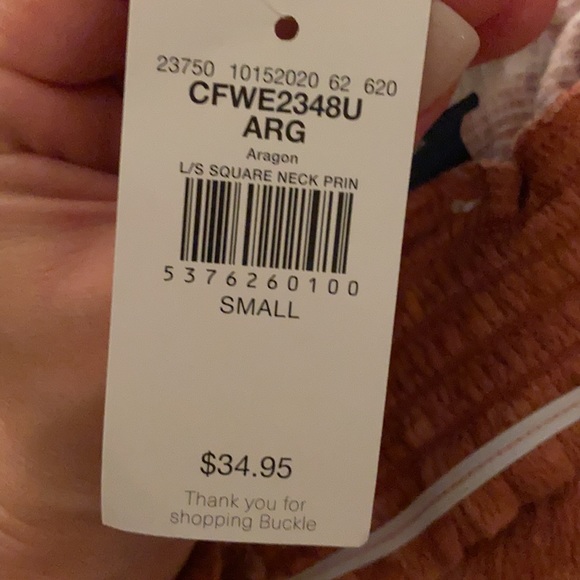 23750 10152020 62 620
CFWE2348U
ARG
Aragon
L/S SQUARE NECK PRIN
5376260100
SMALL
$34.95
Thank you for
shopping Buckle